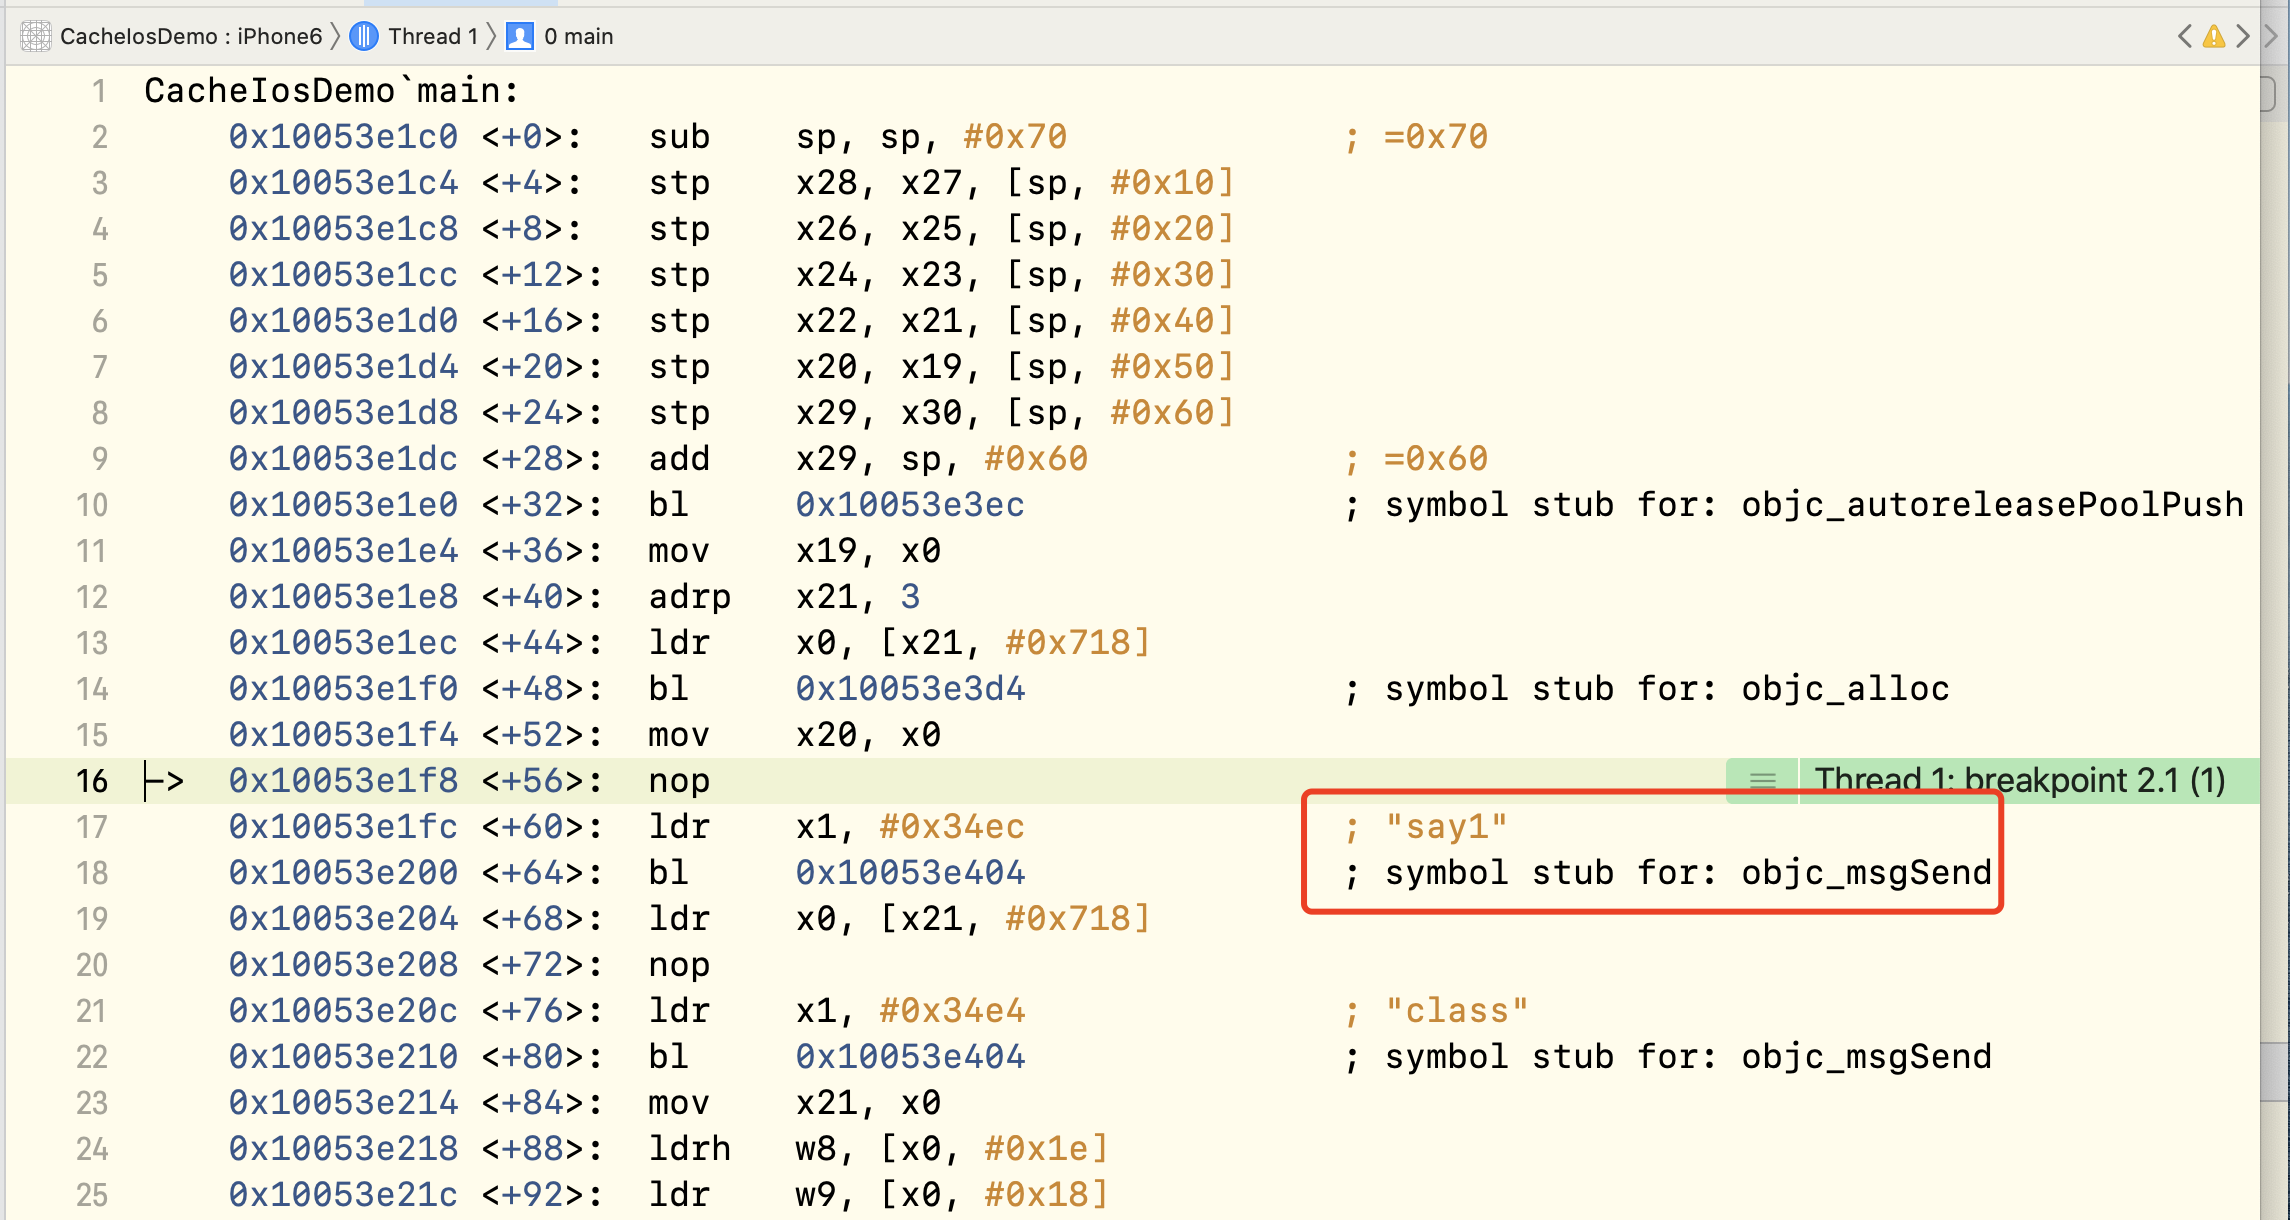 CacheIosDemo : iPhone6 〉 Thread 1 〉 0 main
1 CacheIosDemo`main:
2 0x10053e1c0 <+0>: sub sp, sp, #0x70 ; =0x70
3 0x10053e1c4 <+4>: stp x28, x27, [sp, #0x10]
4 0x10053e1c8 <+8>: stp x26, x25, [sp, #0x20]
5 0x10053e1cc <+12>: stp x24, x23, [sp, #0x30]
6 0x10053e1d0 <+16>: stp x22, x21, [sp, #0x40]
7 0x10053e1d4 <+20>: stp x20, x19, [sp, #0x50]
8 0x10053e1d8 <+24>: stp x29, x30, [sp, #0x60]
9 0x10053e1dc <+28>: add x29, sp, #0x60 ; =0x60
10 0x10053e1e0 <+32>: bl 0x10053e3ec ; symbol stub for: objc_autoreleasePoolPush
11 0x10053e1e4 <+36>: mov x19, x0
12 0x10053e1e8 <+40>: adrp x21, 3
13 0x10053e1ec <+44>: ldr x0, [x21, #0x718]
14 0x10053e1f0 <+48>: bl 0x10053e3d4 ; symbol stub for: objc_alloc
15 0x10053e1f4 <+52>: mov x20, x0
16 -> 0x10053e1f8 <+56>: nop Thread 1: breakpoint 2.1 (1)
17 0x10053e1fc <+60>: ldr x1, #0x34ec ; "say1"
18 0x10053e200 <+64>: bl 0x10053e404 ; symbol stub for: objc_msgSend
19 0x10053e204 <+68>: ldr x0, [x21, #0x718]
20 0x10053e208 <+72>: nop
21 0x10053e20c <+76>: ldr x1, #0x34e4 ; "class"
22 0x10053e210 <+80>: bl 0x10053e404 ; symbol stub for: objc_msgSend
23 0x10053e214 <+84>: mov x21, x0
24 0x10053e218 <+88>: ldrh w8, [x0, #0x1e]
25 0x10053e21c <+92>: ldr w9, [x0, #0x18]